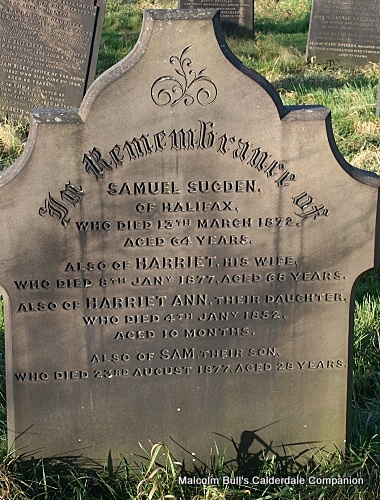 In Remembrance of
SAMUEL SUGDEN,
OF HALIFAX,
WHO DIED 13TH MARCH 1872,
AGED 64 YEARS.
ALSO OF HARRIET, HIS WIFE,
WHO DIED 8TH JANY 1877, AGED 68 YEARS.
ALSO OF HARRIET ANN, THEIR DAUGHTER,
WHO DIED 4TH JANY 1852,
AGED 10 MONTHS.
ALSO OF SAM, THEIR SON,
WHO DIED 23RD AUGUST 1877, AGED 28 YEARS.
Malcolm Bull's Calderdale Companion